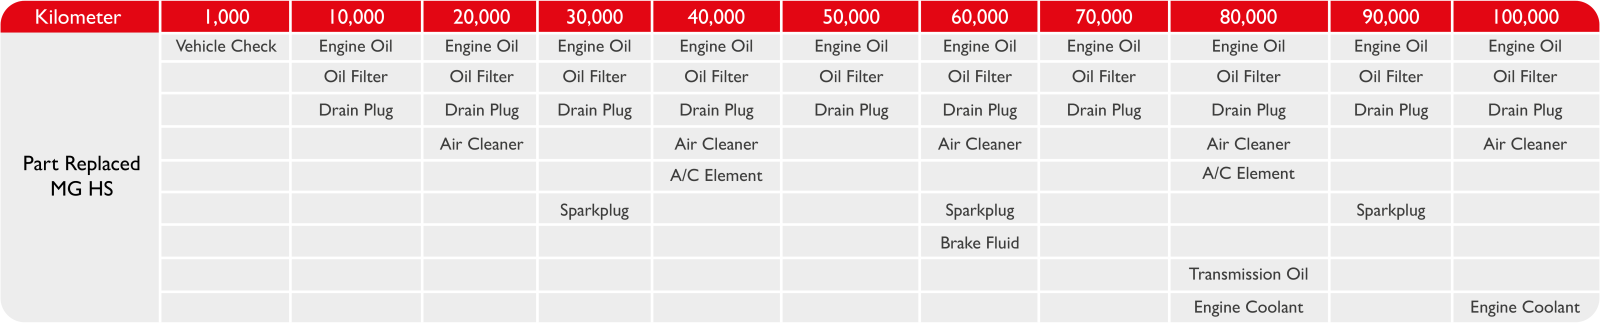 Kilometer 1,000 10,000 20,000 30,000 40,000 50,000 60,000 70,000 80,000 90,000 100,000
Vehicle Check Engine Oil Engine Oil Engine Oil Engine Oil Engine Oil Engine Oil Engine Oil Engine Oil Engine Oil Engine Oil
Oil Filter Oil Filter Oil Filter Oil Filter Oil Filter Oil Filter Oil Filter Oil Filter Oil Filter Oil Filter
Drain Plug Drain Plug Drain Plug Drain Plug Drain Plug Drain Plug Drain Plug Drain Plug Drain Plug Drain Plug
Air Cleaner Air Cleaner Air Cleaner Air Cleaner Air Cleaner
Part Replaced
MG HS
A/C Element A/C Element
Sparkplug Sparkplug Sparkplug
Brake Fluid
Transmission Oil
Engine Coolant Engine Coolant